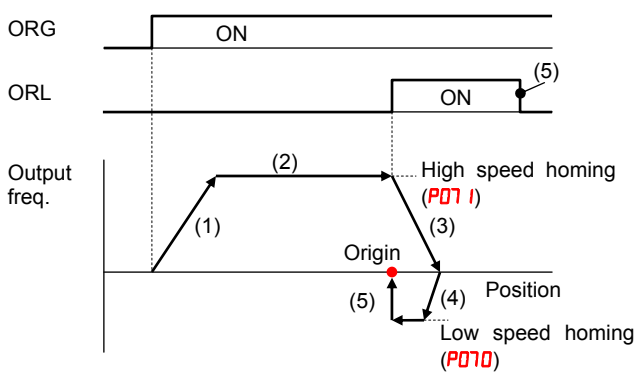 ORG
ON
ORL
ON
(5)
Output
freq.
(2)
High speed homing
(P071)
(1)
(3)
Origin
(5)
(4)
Position
Low speed homing
(P070)